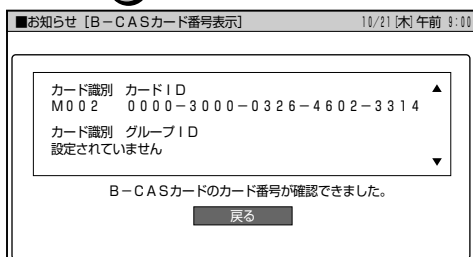 ■お知らせ [B－CASカード番号表示] 10/21[木]午前 9:00
カード識別 カードＩＤ ▲
Ｍ００２ ００００－３０００－０３２６－４６０２－３３１４
カード識別 グループＩＤ
設定されていません
▼
Ｂ－ＣＡＳカードのカード番号が確認できました。
戻る